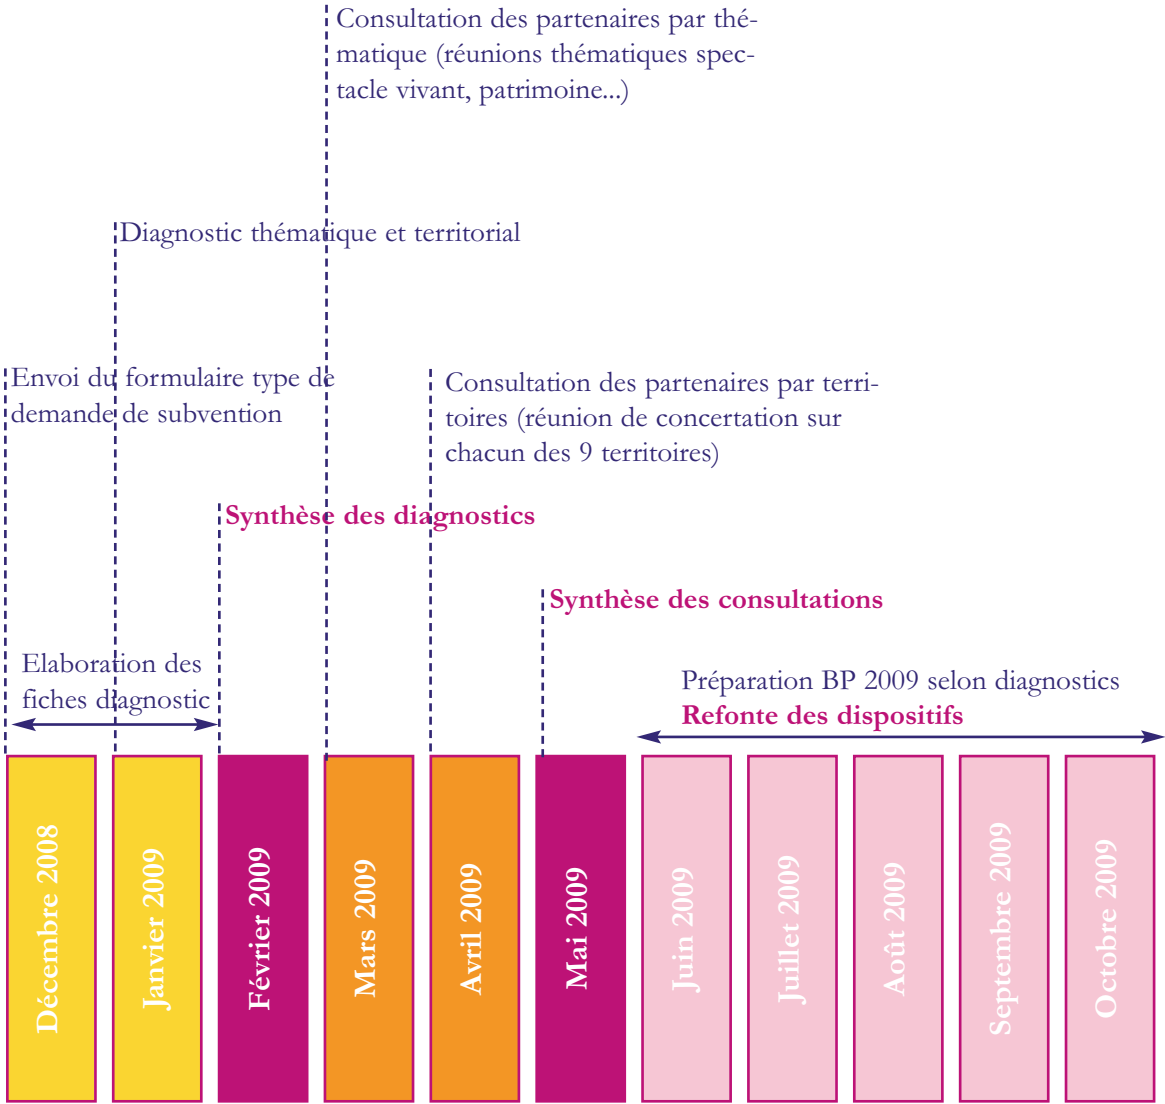 Consultation des partenaires par thé-
matique (réunions thématiques spec-
tacle vivant, patrimoine...)
Diagnostic thématique et territorial
Envoi du formulaire type de
demande de subvention
Consultation des partenaires par terri-
toires (réunion de concertation sur
chacun des 9 territoires)
Synthèse des diagnostics
Synthèse des consultations
Elaboration des
fiches diagnostic
Préparation BP 2009 selon diagnostics
Refonte des dispositifs
Décembre 2008
Janvier 2009
Février 2009
Mars 2009
Avril 2009
Mai 2009
Juin 2009
Juillet 2009
Août 2009
Septembre 2009
Octobre 2009